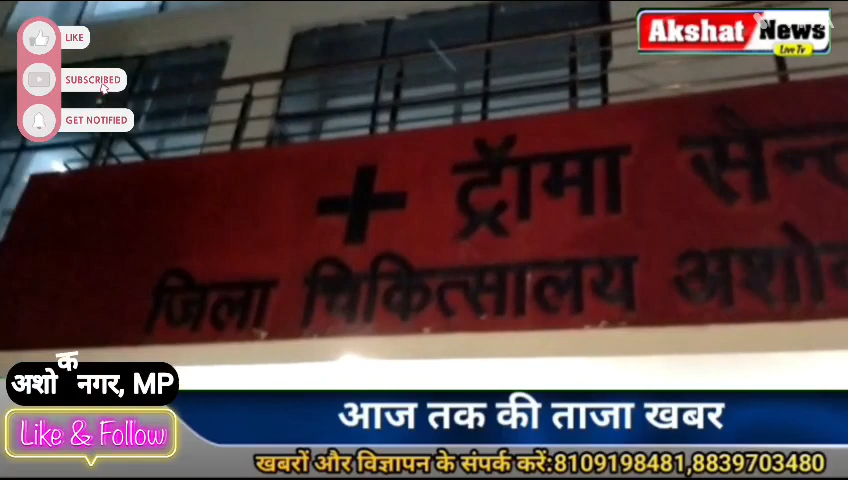 LIKE
SUBSCRIBED
GET NOTIFIED
Akshat News
Live Tv
+ ट्रॉमा
जिला चिकित्सालय
अशोकनगर, MP
Like & Follow
आज तक की ताजा खबर
खबरों और विज्ञापन के संपर्क करें:8109198481,8839703480